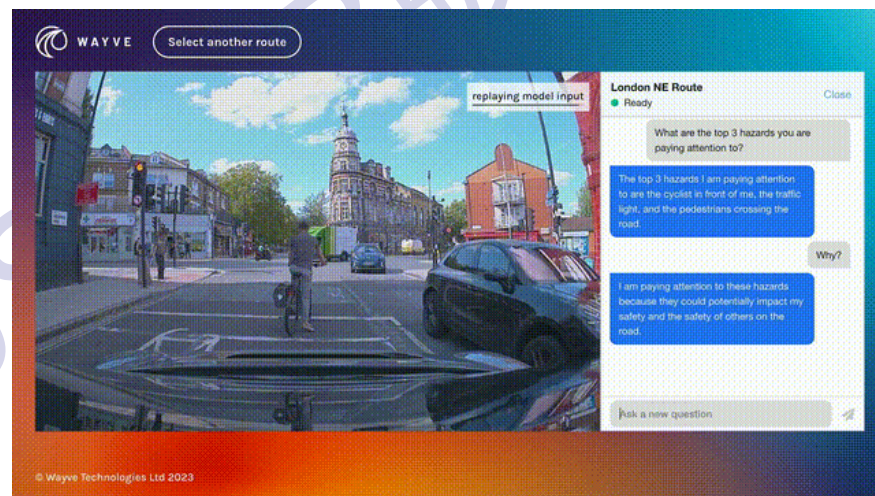 WAYVE
Select another route
replaying model input
London NE Route
Close
Ready
What are the top 3 hazards you are
paying attention to?
The top 3 hazards I am paying attention
to are the cyclist in front of me, the traffic
light, and the pedestrians crossing the
road.
Why?
I am paying attention to these hazards
because they could potentially impact my
safety and the safety of others on the
road.
Ask a new question
© Wayve Technologies Ltd 2023